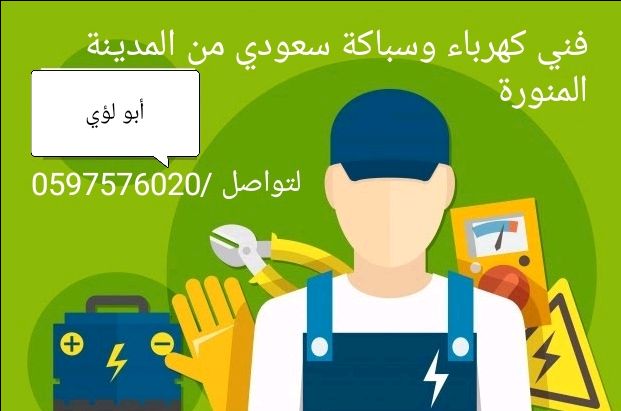 فني كهرباء وسباكة سعودي من المدينة
المنورة
أبو لؤي
لتواصل /0597576020